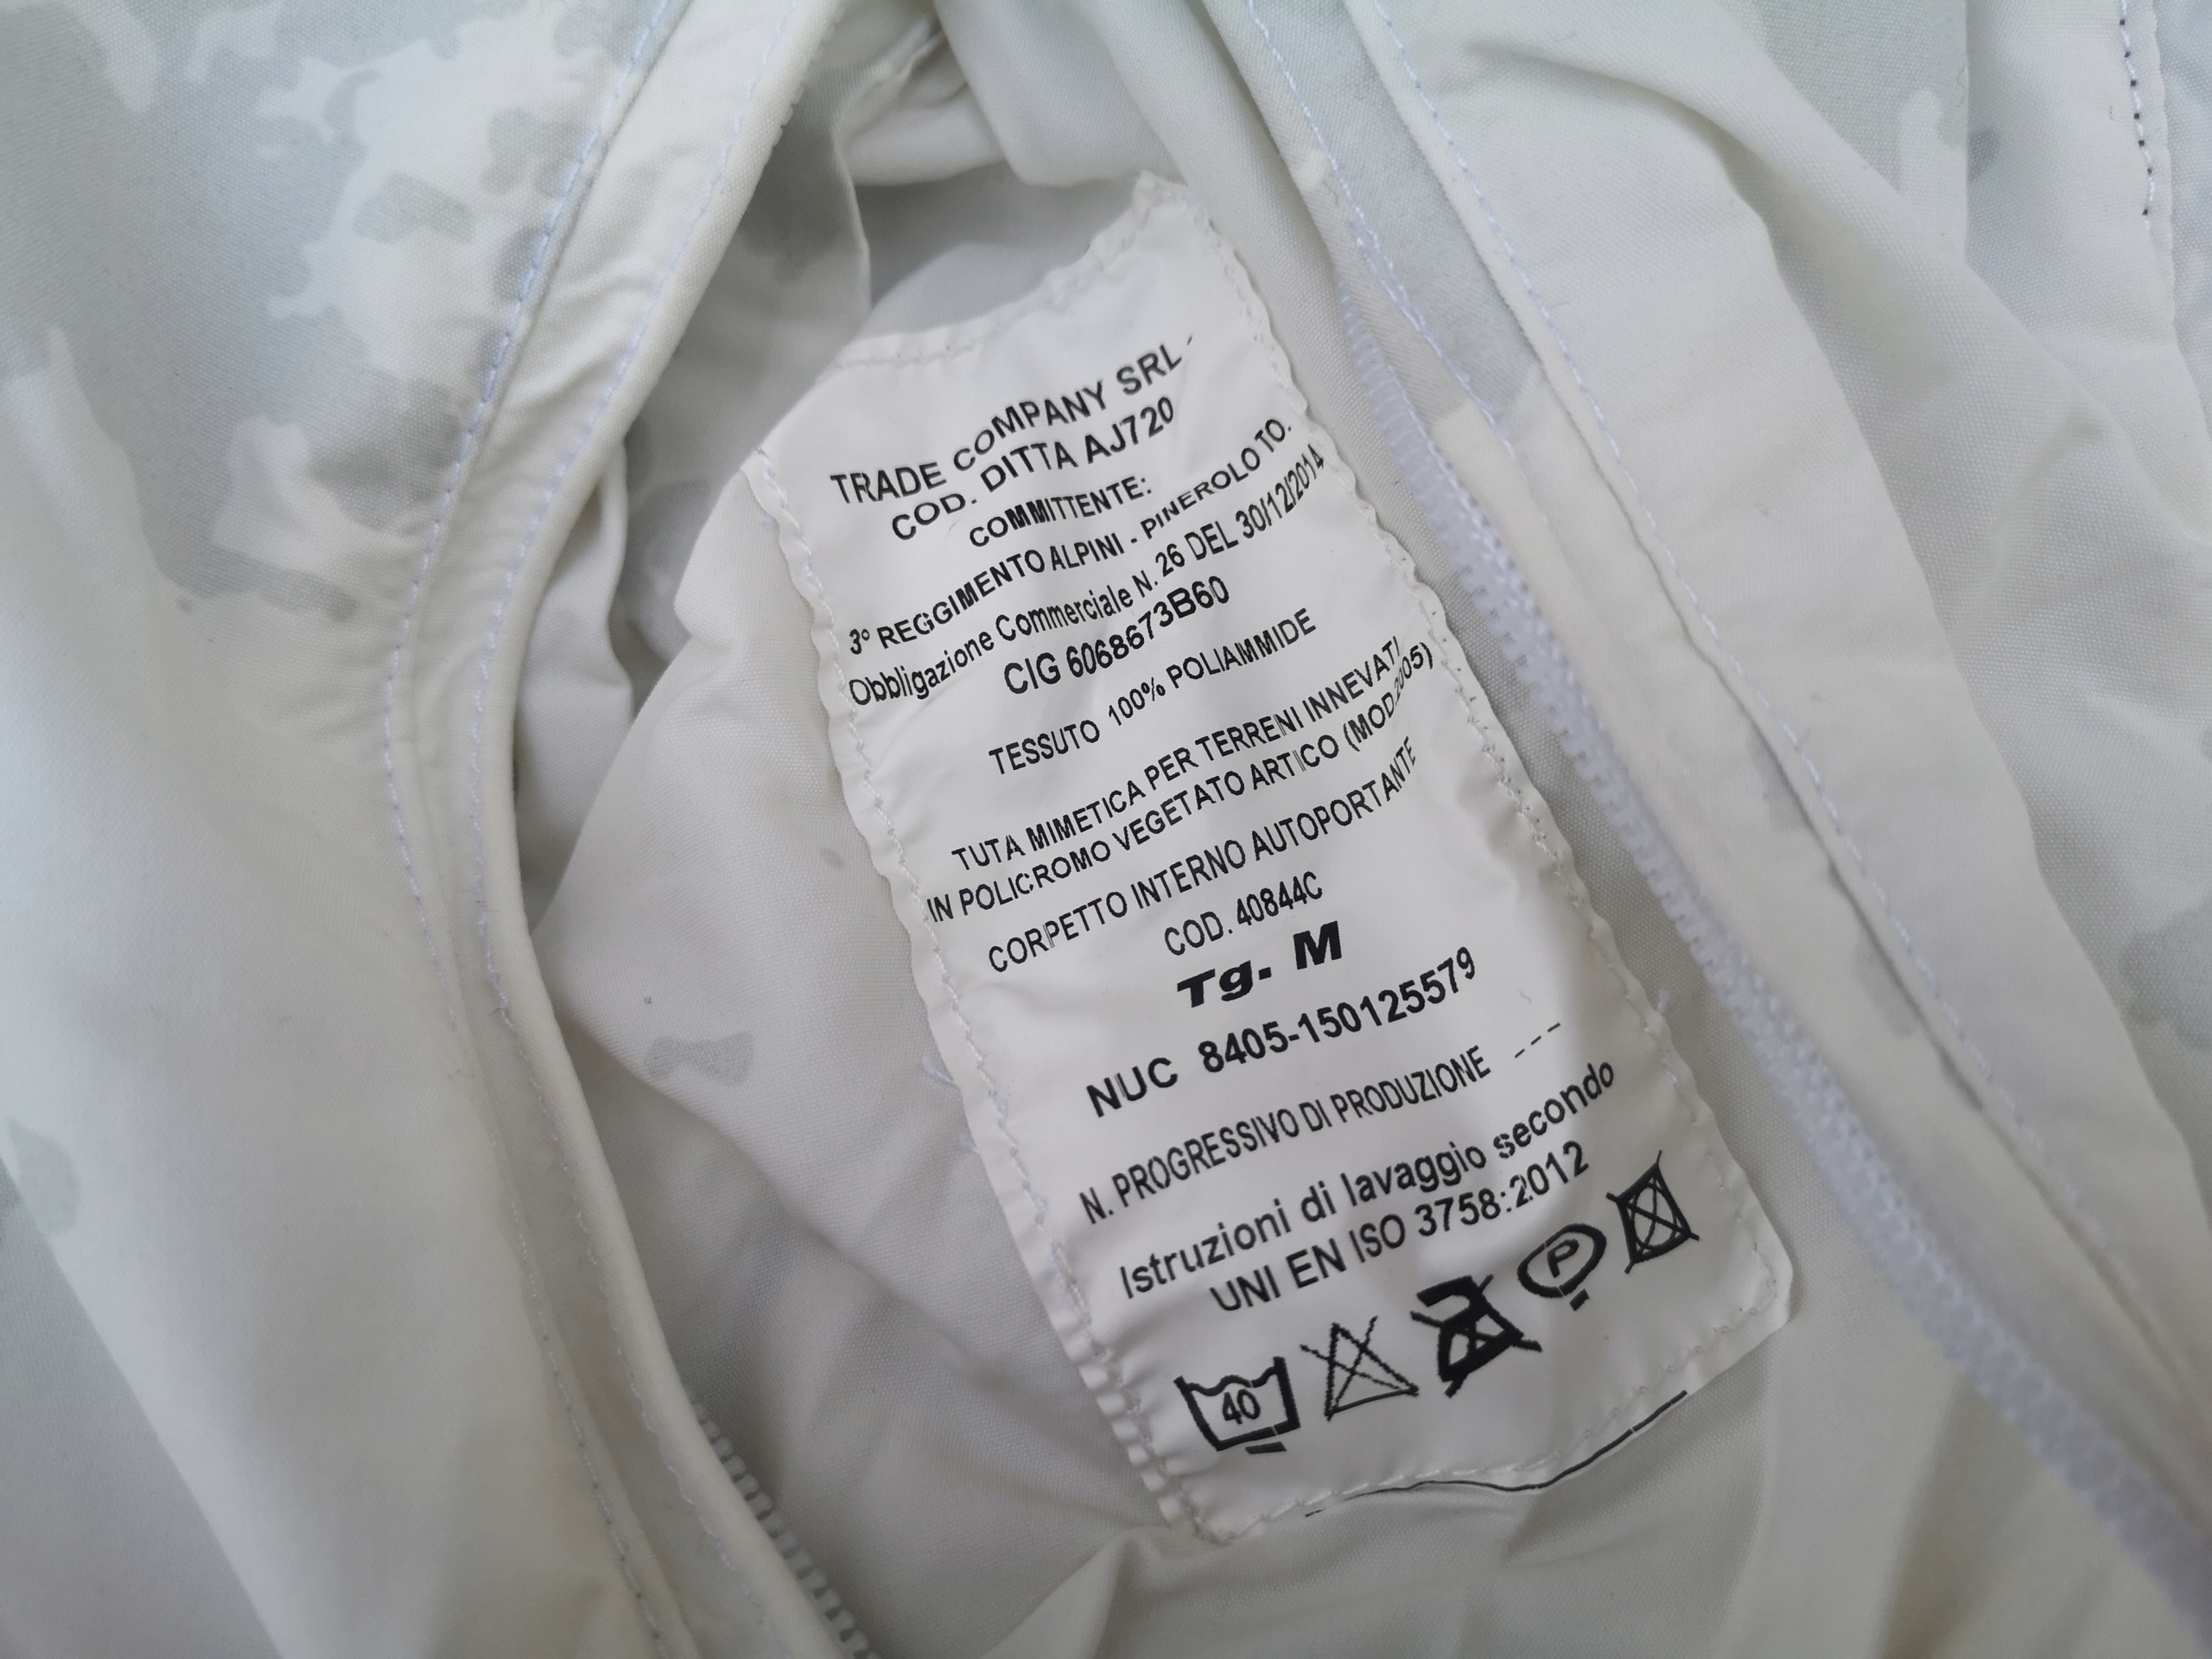 TRADE COMPANY SRL -
COD. DITTA AJ720
COMMITTENTE:
3° REGGIMENTO ALPINI - PINEROLO TO.
Obbligazione Commerciale N. 26 DEL 30/12/2014
CIG 6068673B60
TESSUTO 100% POLIAMMIDE
TUTA MIMETICA PER TERRENI INNEVATI
IN POLICROMO VEGETATO ARTICO (MOD.2005)
CORPETTO INTERNO AUTOPORTANTE
COD. 40844C
Tg. M
NUC 8405-150125579
N. PROGRESSIVO DI PRODUZIONE ---
Istruzioni di lavaggio secondo
UNI EN ISO 3758:2012
40 P